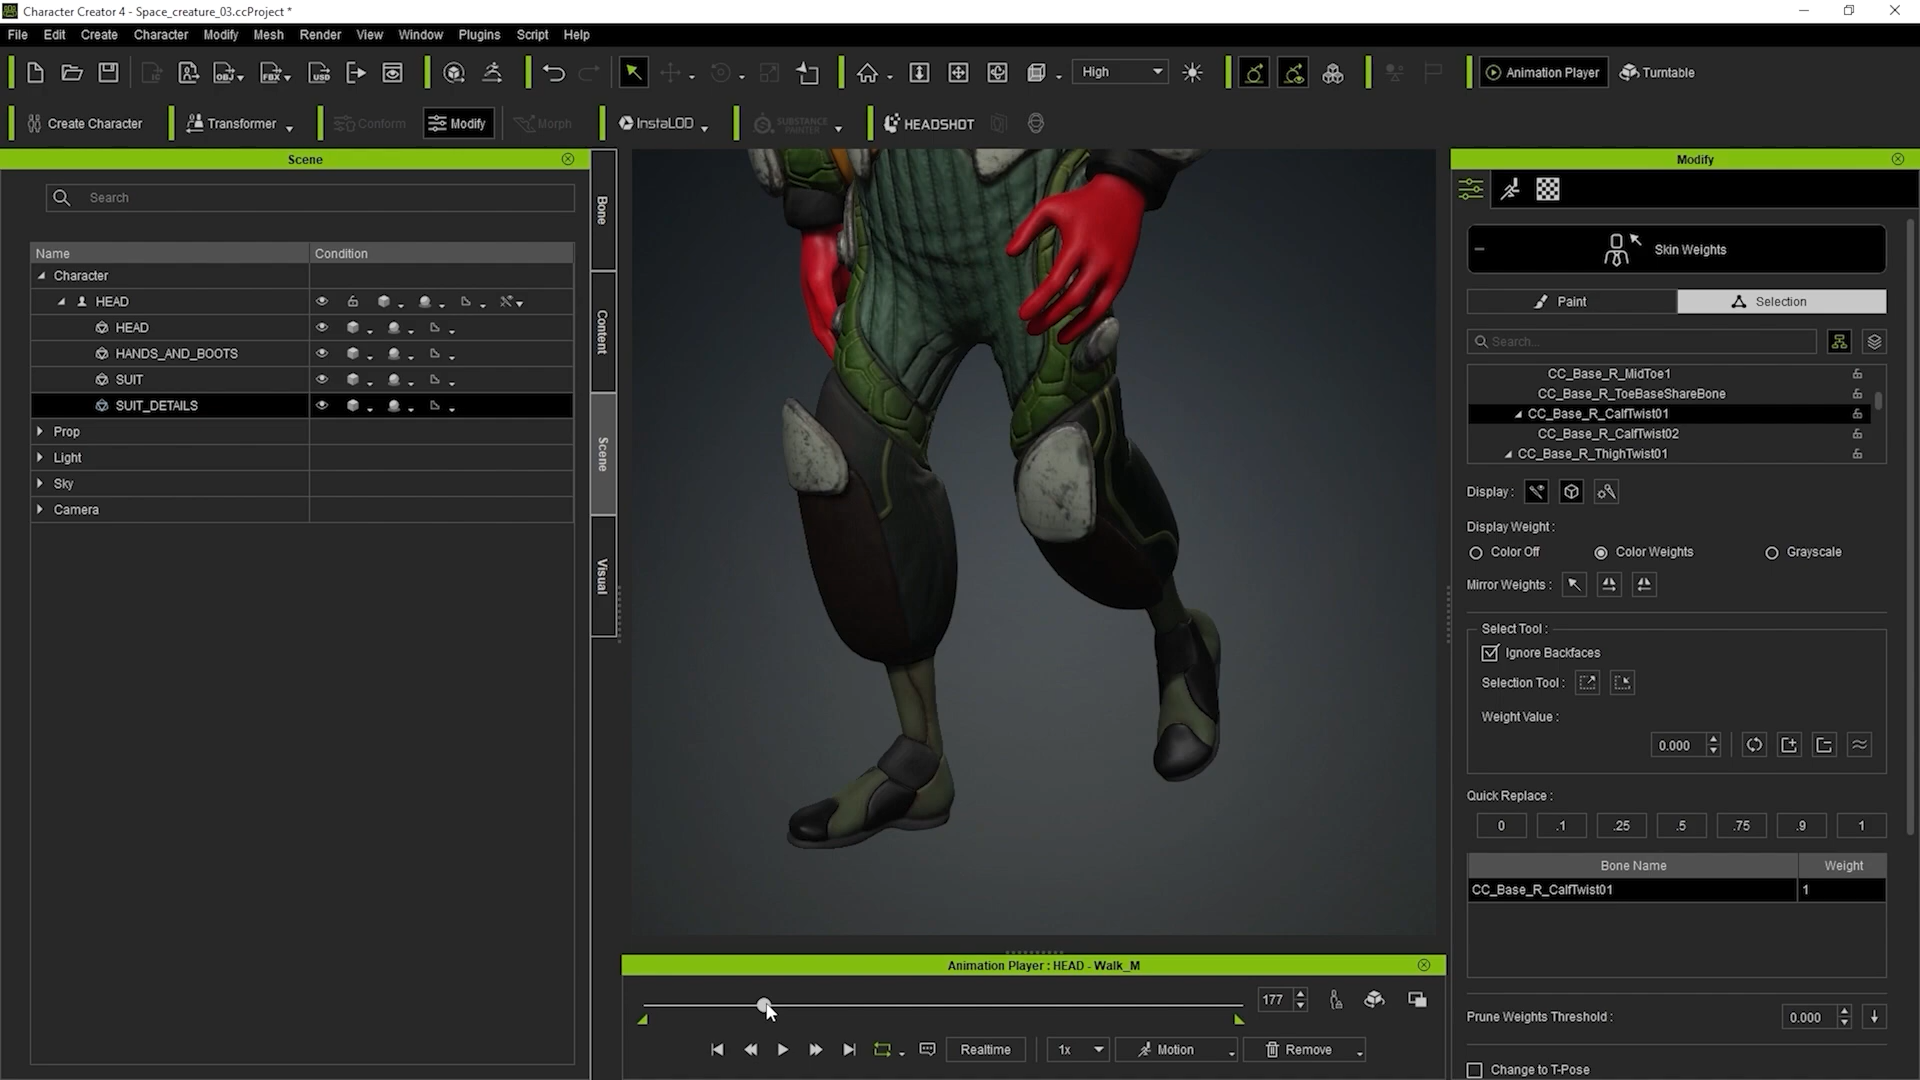 Character Creator 4 - Space_creature_03.ccProject *
File Edit Create Character Modify Mesh Render View Window Plugins Script Help
OBJ FBX USD High Animation Player Turntable
Create Character Transformer Conform Modify Morph InstaLOD SUBSTANCE PAINTER HEADSHOT
Scene
Search
Name Condition
Character
HEAD
HEAD
HANDS_AND_BOOTS
SUIT
SUIT_DETAILS
Prop
Light
Sky
Camera
Bone
Content
Scene
Visual
Modify
Skin Weights
Paint Selection
Search...
CC_Base_R_MidToe1
CC_Base_R_ToeBaseShareBone
CC_Base_R_CalfTwist01
CC_Base_R_CalfTwist02
CC_Base_R_ThighTwist01
Display :
Display Weight :
Color Off Color Weights Grayscale
Mirror Weights :
Select Tool :
Ignore Backfaces
Selection Tool :
Weight Value :
0.000
Quick Replace :
0 .1 .25 .5 .75 .9 1
Bone Name Weight
CC_Base_R_CalfTwist01 1
Prune Weights Threshold : 0.000
Change to T-Pose
Animation Player : HEAD - Walk_M
177
Realtime 1x Motion Remove